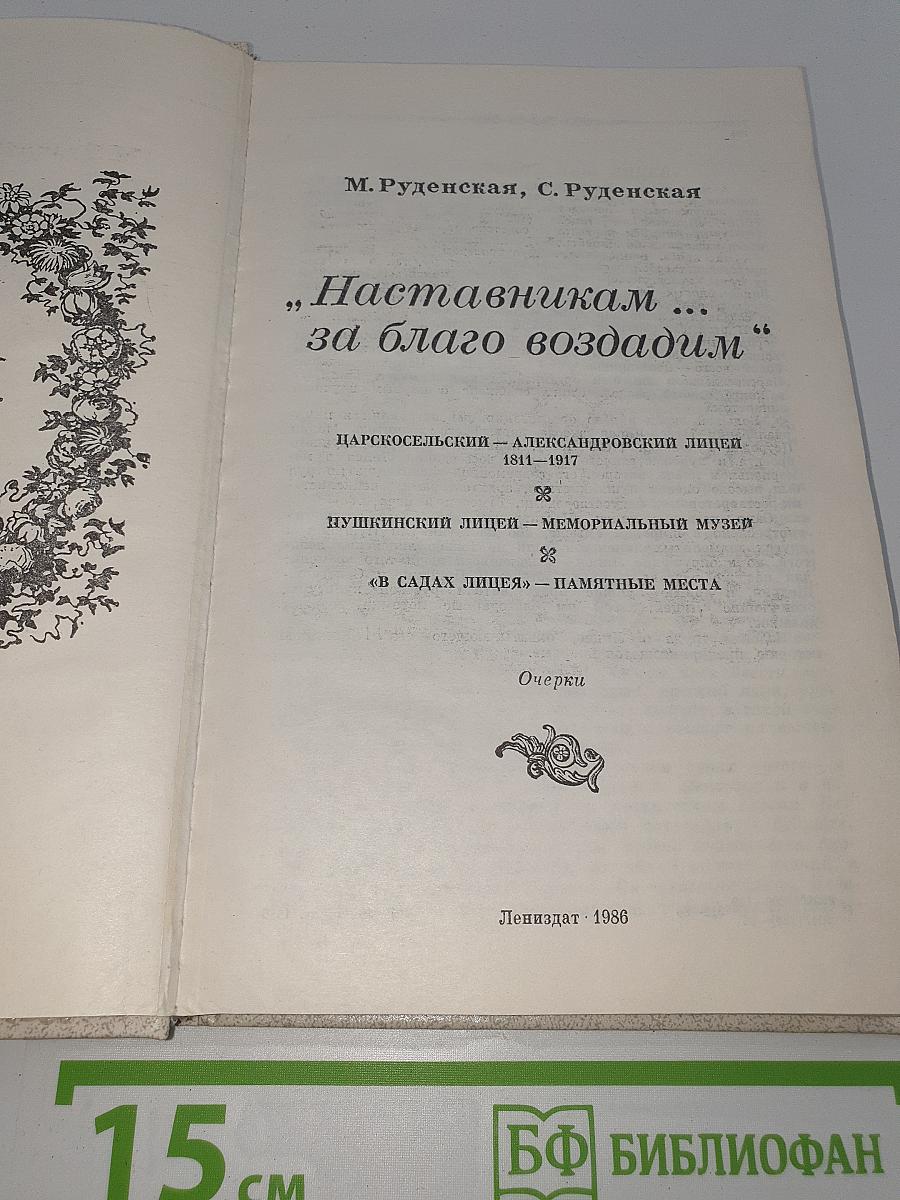 М. Руденская, С. Руденская
„Наставникам ...
за благо воздадим“
ЦАРСКОСЕЛЬСКИЙ — АЛЕКСАНДРОВСКИЙ ЛИЦЕЙ
1811—1917
ПУШКИНСКИЙ ЛИЦЕЙ — МЕМОРИАЛЬНЫЙ МУЗЕЙ
«В САДАХ ЛИЦЕЯ» — ПАМЯТНЫЕ МЕСТА
Очерки
Лениздат · 1986
15 см
БФ БИБЛИОФАН